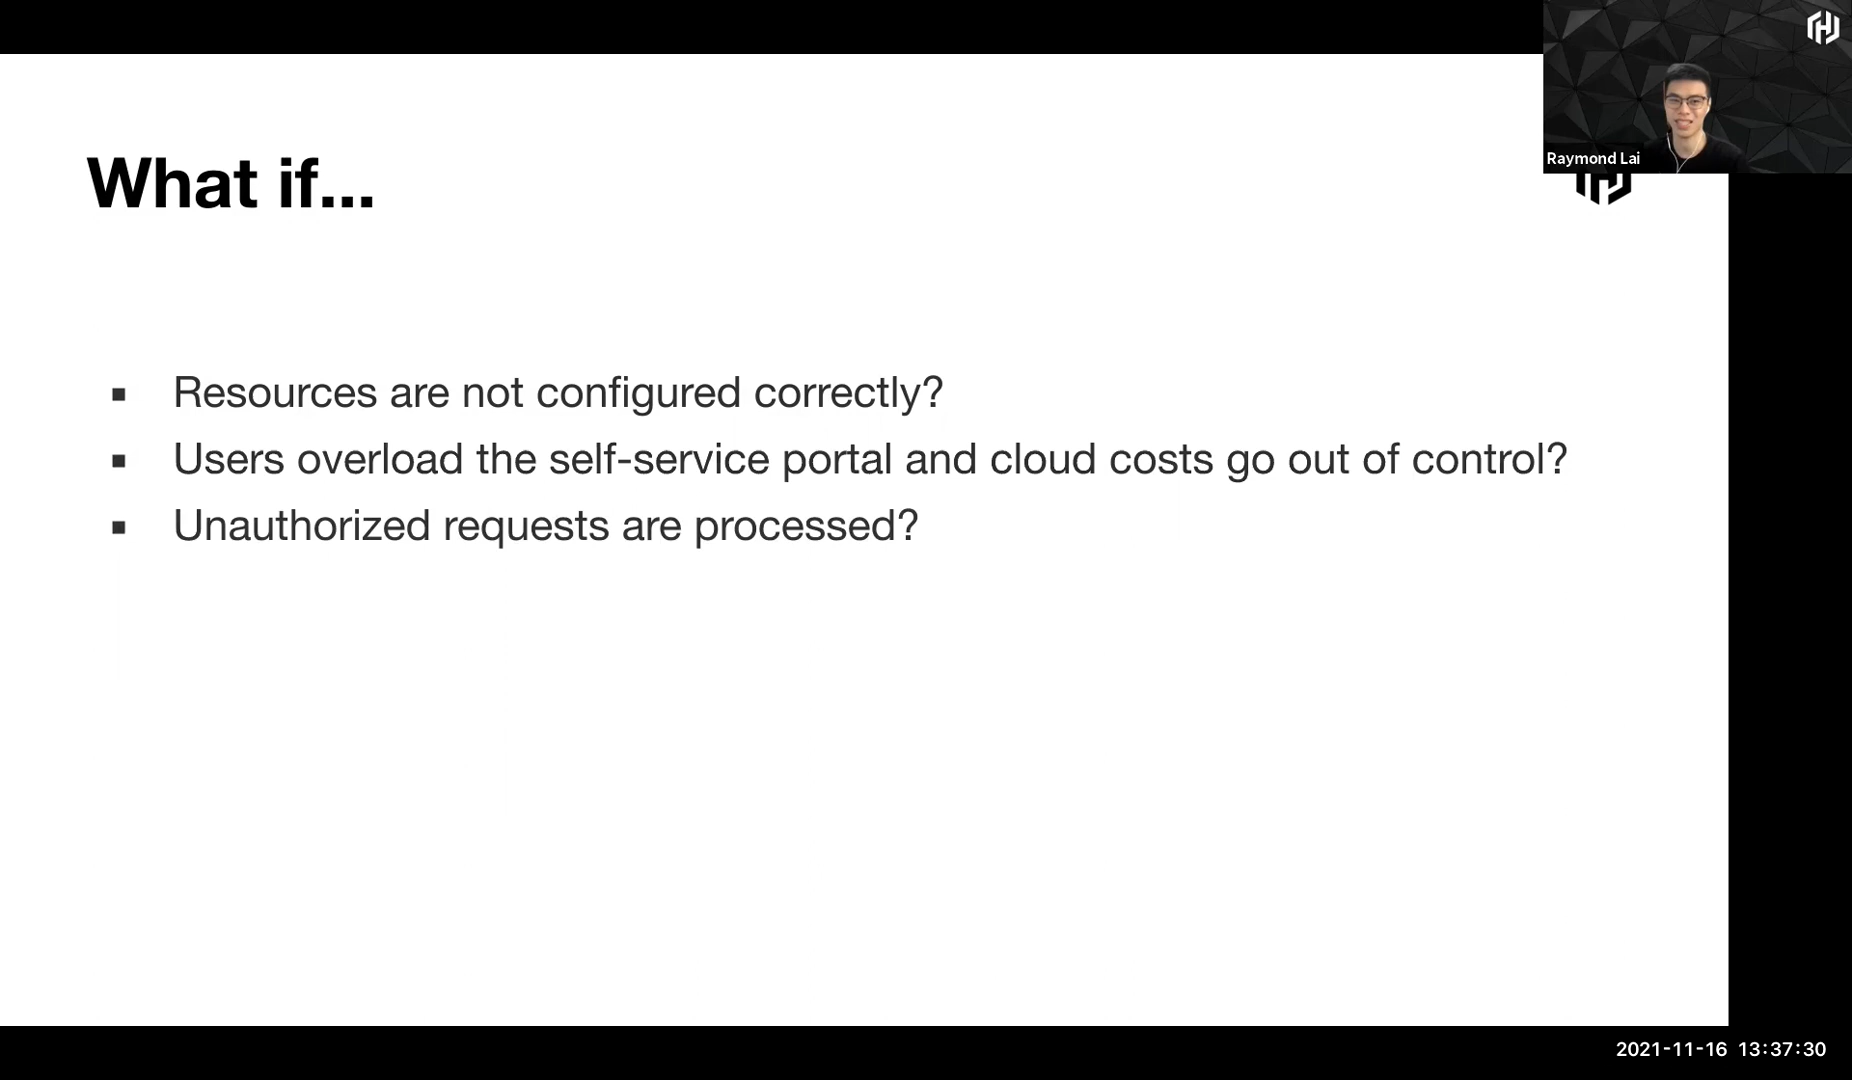 What if...
Raymond Lai
▪ Resources are not configured correctly?
▪ Users overload the self-service portal and cloud costs go out of control?
▪ Unauthorized requests are processed?
2021-11-16 13:37:30